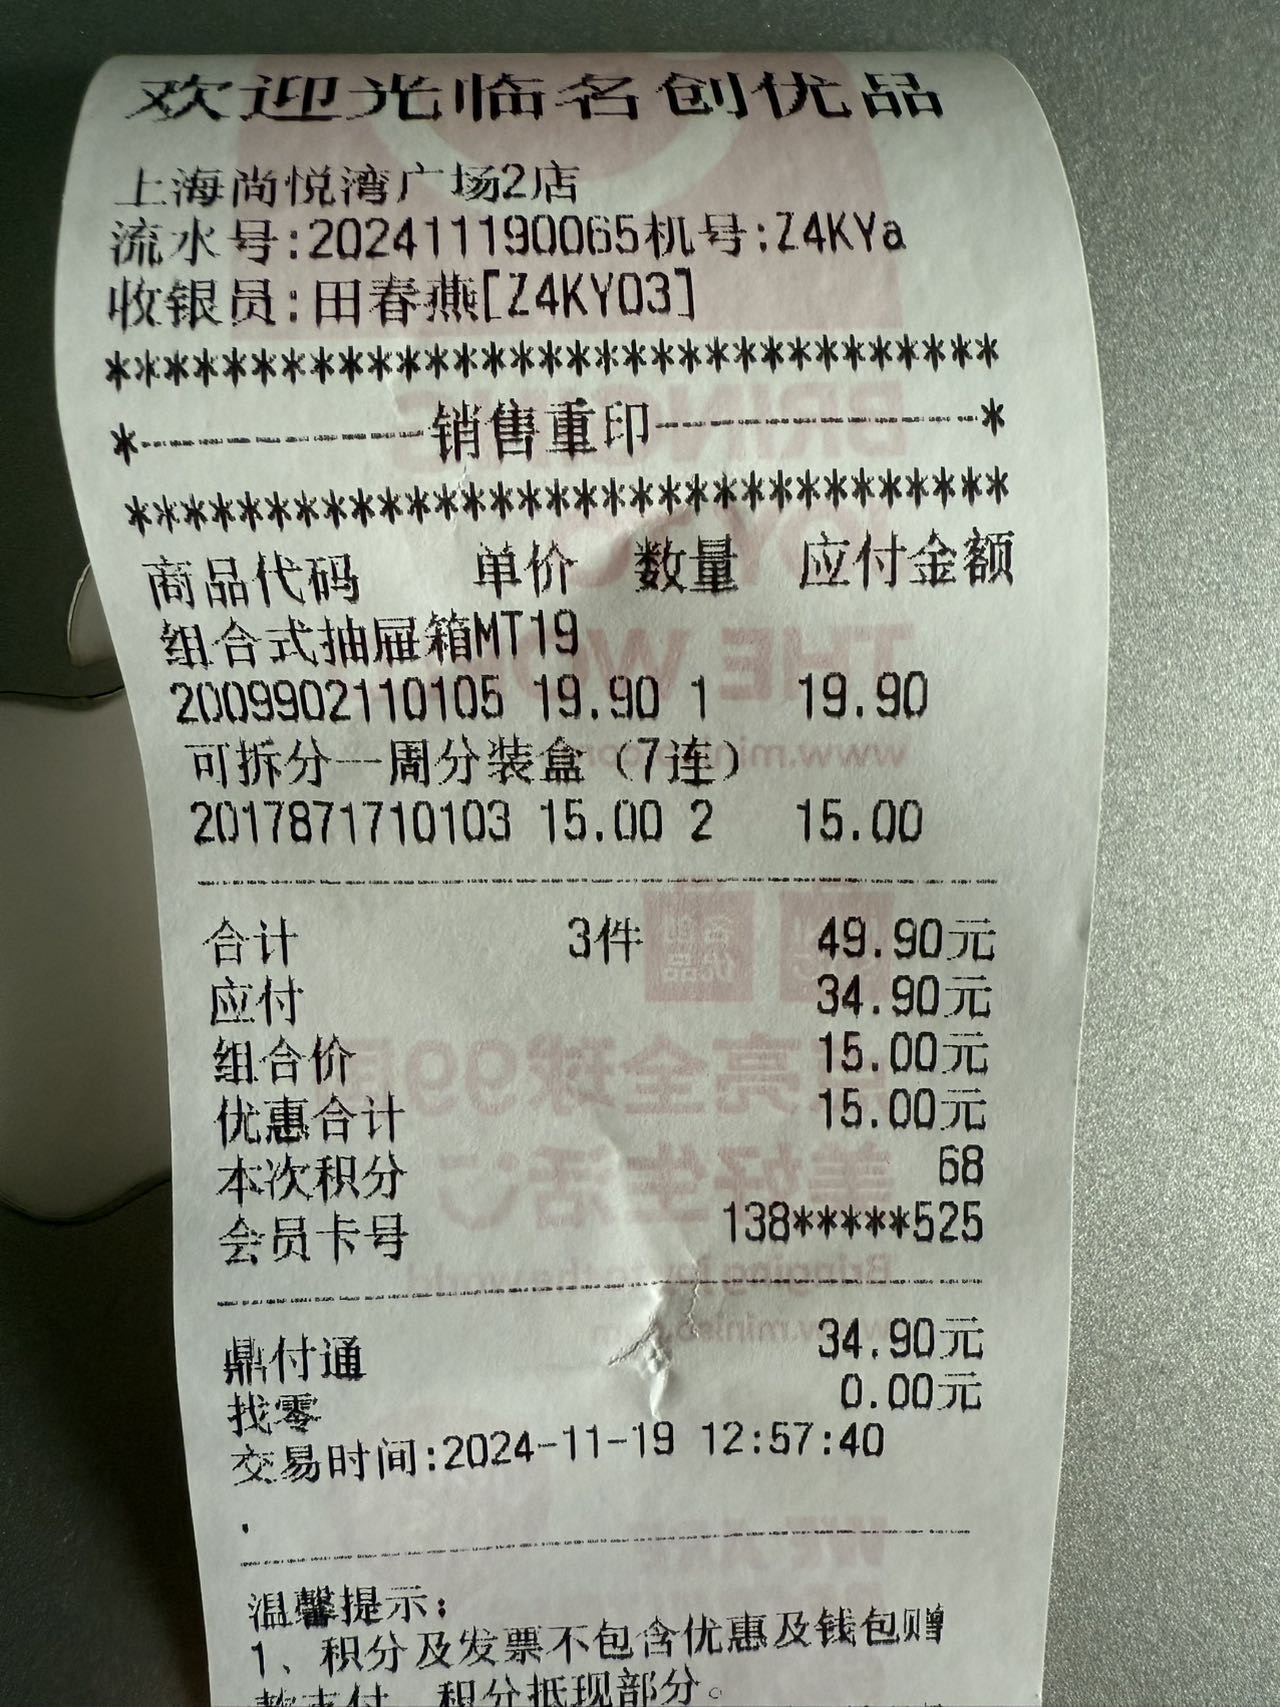 欢迎光临名创优品
上海尚悦湾广场2店
流水号:202411190065机号:Z4KYa
收银员:田春燕[Z4KY03]
*******************************
*----------销售重印------------*
*******************************
商品代码 单价 数量 应付金额
组合式抽屉箱MT19
2009902110105 19.90 1 19.90
可拆分一周分装盒（7连）
2017871710103 15.00 2 15.00
合计 3件 49.90元
应付 34.90元
组合价 15.00元
优惠合计 15.00元
本次积分 68
会员卡号 138*****525
鼎付通 34.90元
找零 0.00元
交易时间:2024-11-19 12:57:40
温馨提示:
1、积分及发票不包含优惠及钱包赠
积分抵现部分。